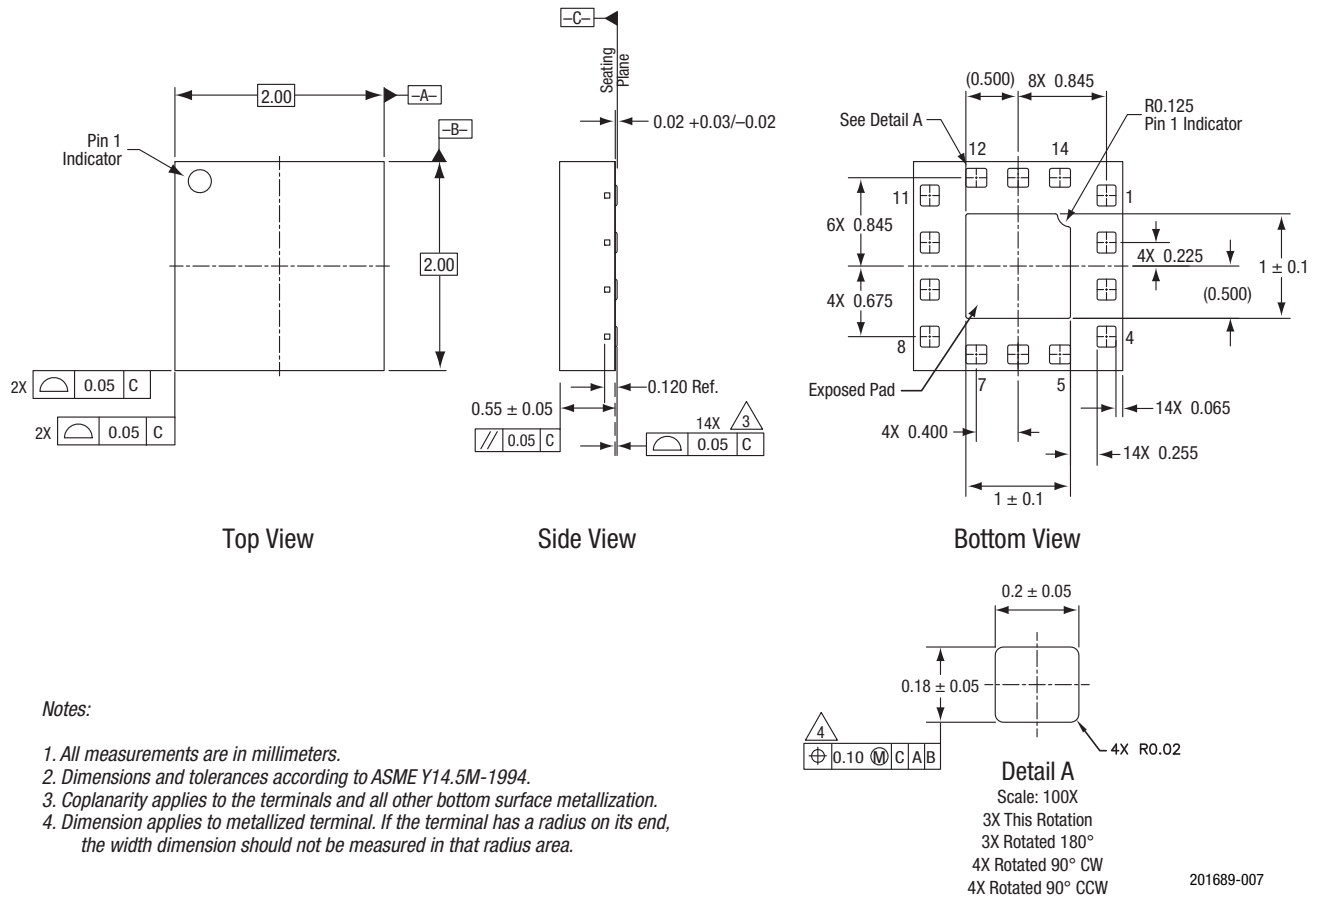 –C–
Seating
Plane
2.00
–A–
–B–
Pin 1
Indicator
2.00
2X 0.05 C
2X 0.05 C
Top View
0.02 +0.03/–0.02
0.120 Ref.
0.55 ± 0.05
// 0.05 C
14X 3
0.05 C
Side View
(0.500)
8X 0.845
See Detail A
R0.125
Pin 1 Indicator
12
14
11
1
6X 0.845
4X 0.225
1 ± 0.1
4X 0.675
(0.500)
8
4
7
5
Exposed Pad
14X 0.065
4X 0.400
14X 0.255
1 ± 0.1
Bottom View
0.2 ± 0.05
0.18 ± 0.05
4
⌖ 0.10 Ⓜ C A B
4X R0.02
Detail A
Scale: 100X
3X This Rotation
3X Rotated 180°
4X Rotated 90° CW
4X Rotated 90° CCW
Notes:
1. All measurements are in millimeters.
2. Dimensions and tolerances according to ASME Y14.5M-1994.
3. Coplanarity applies to the terminals and all other bottom surface metallization.
4. Dimension applies to metallized terminal. If the terminal has a radius on its end,
the width dimension should not be measured in that radius area.
201689-007